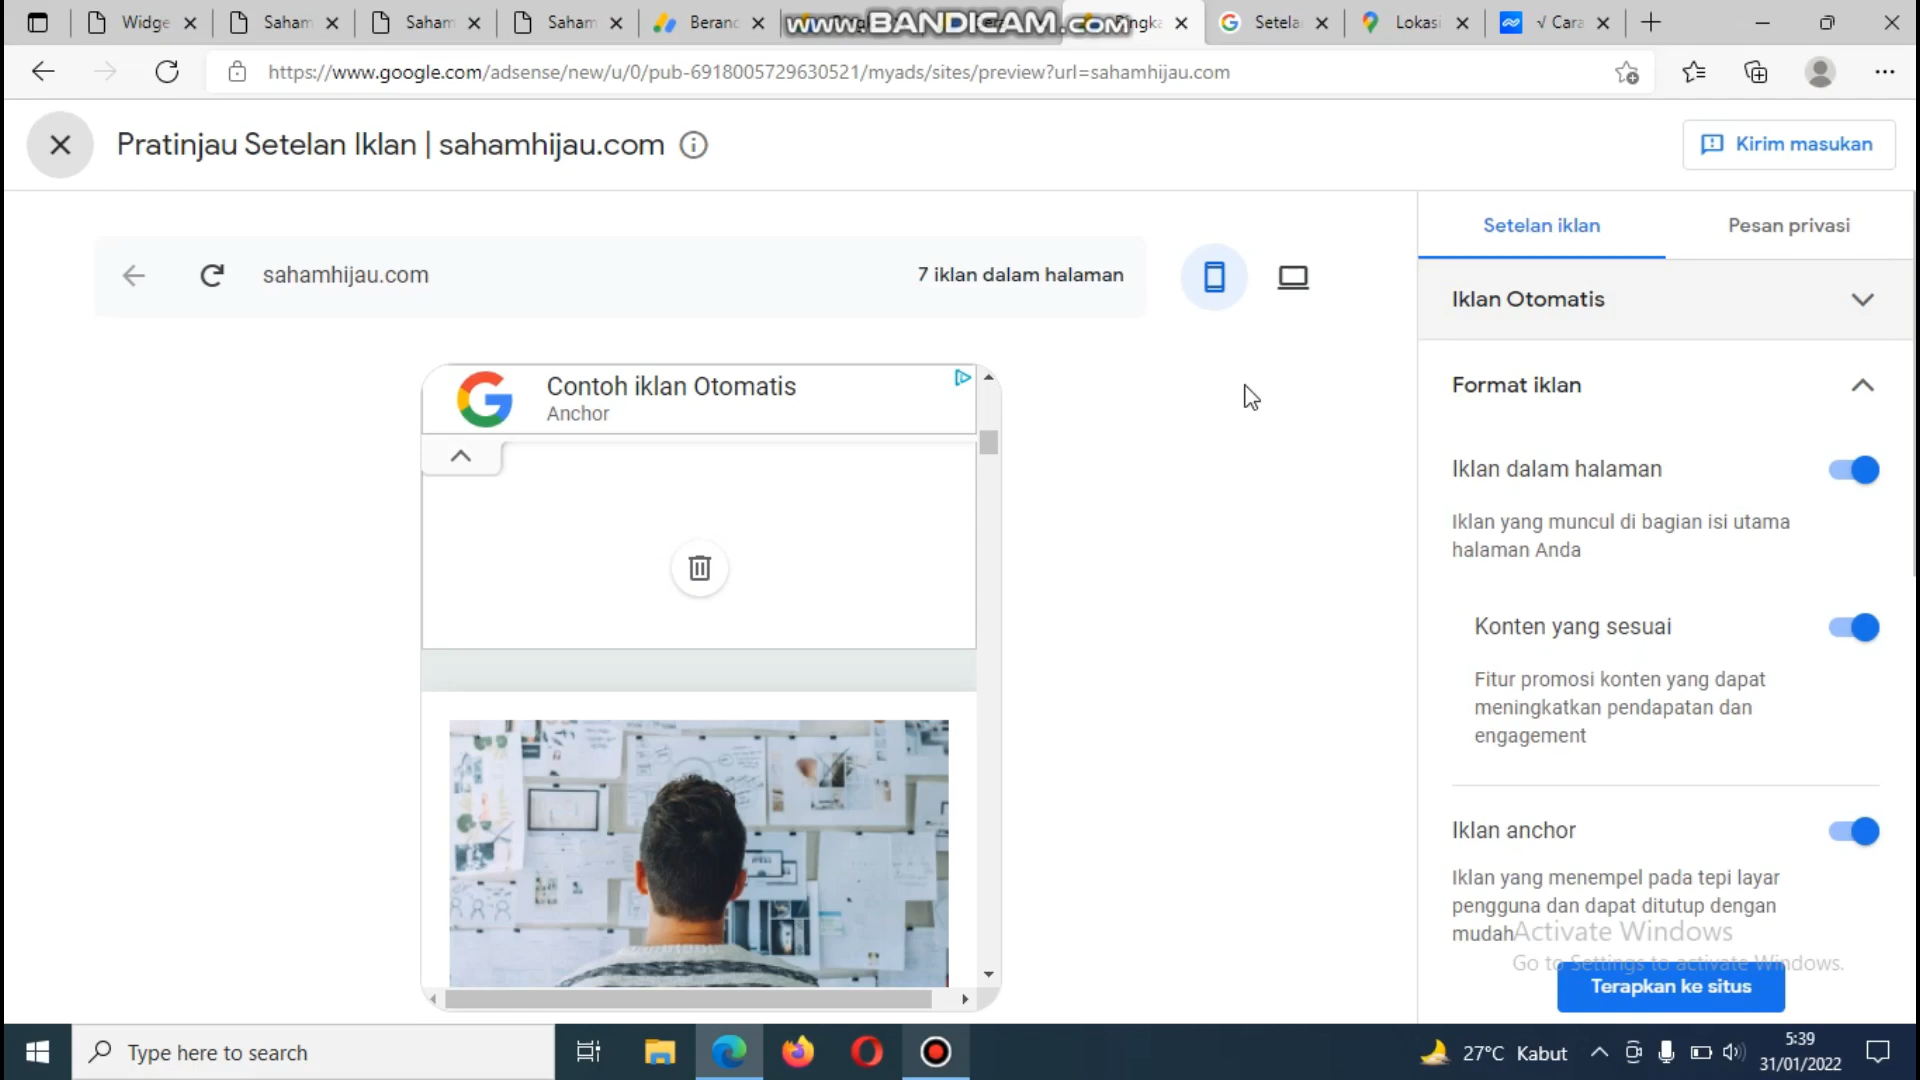 Widge
Saham
Saham
Saham
Beranc
www.BANDICAM.com
Ringka
Setela
Lokas
√ Cara
https://www.google.com/adsense/new/u/0/pub-6918005729630521/myads/sites/preview?url=sahamhijau.com
Pratinjau Setelan Iklan | sahamhijau.com
Kirim masukan
sahamhijau.com
7 iklan dalam halaman
Contoh iklan Otomatis
Anchor
Setelan iklan
Pesan privasi
Iklan Otomatis
Format iklan
Iklan dalam halaman
Iklan yang muncul di bagian isi utama
halaman Anda
Konten yang sesuai
Fitur promosi konten yang dapat
meningkatkan pendapatan dan
engagement
Iklan anchor
Iklan yang menempel pada tepi layar
pengguna dan dapat ditutup dengan
mudah
Activate Windows
Go to Settings to activate Windows.
Terapkan ke situs
Type here to search
27°C Kabut
5:39
31/01/2022